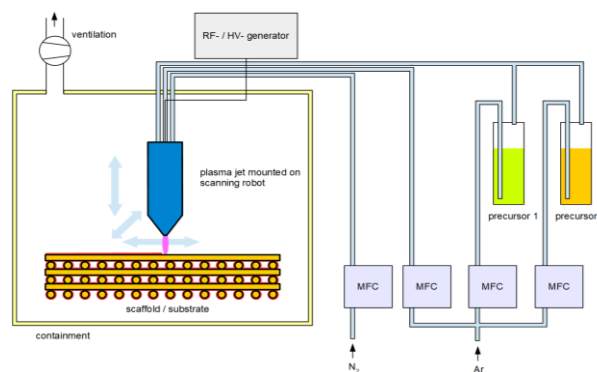 ventilation
RF- / HV- generator
plasma jet mounted on
scanning robot
precursor 1
precursor
MFC
MFC
MFC
MFC
scaffold / substrate
containment
N₂
Ar